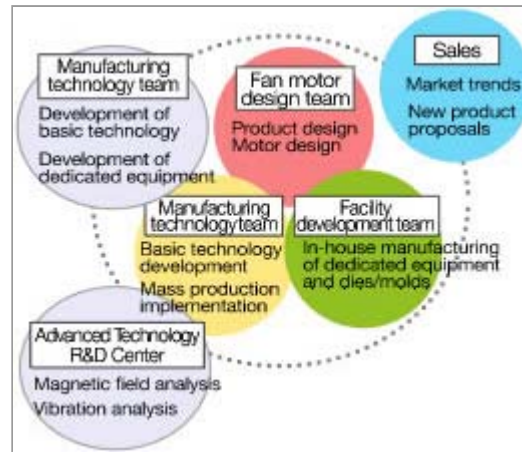 Manufacturing
technology team
Development of
basic technology
Development of
dedicated equipment
Fan motor
design team
Product design
Motor design
Sales
Market trends
New product
proposals
Manufacturing
technology team
Basic technology
development
Mass production
implementation
Facility
development team
In-house manufacturing
of dedicated equipment
and dies/molds
Advanced Technology
R&D Center
Magnetic field analysis
Vibration analysis